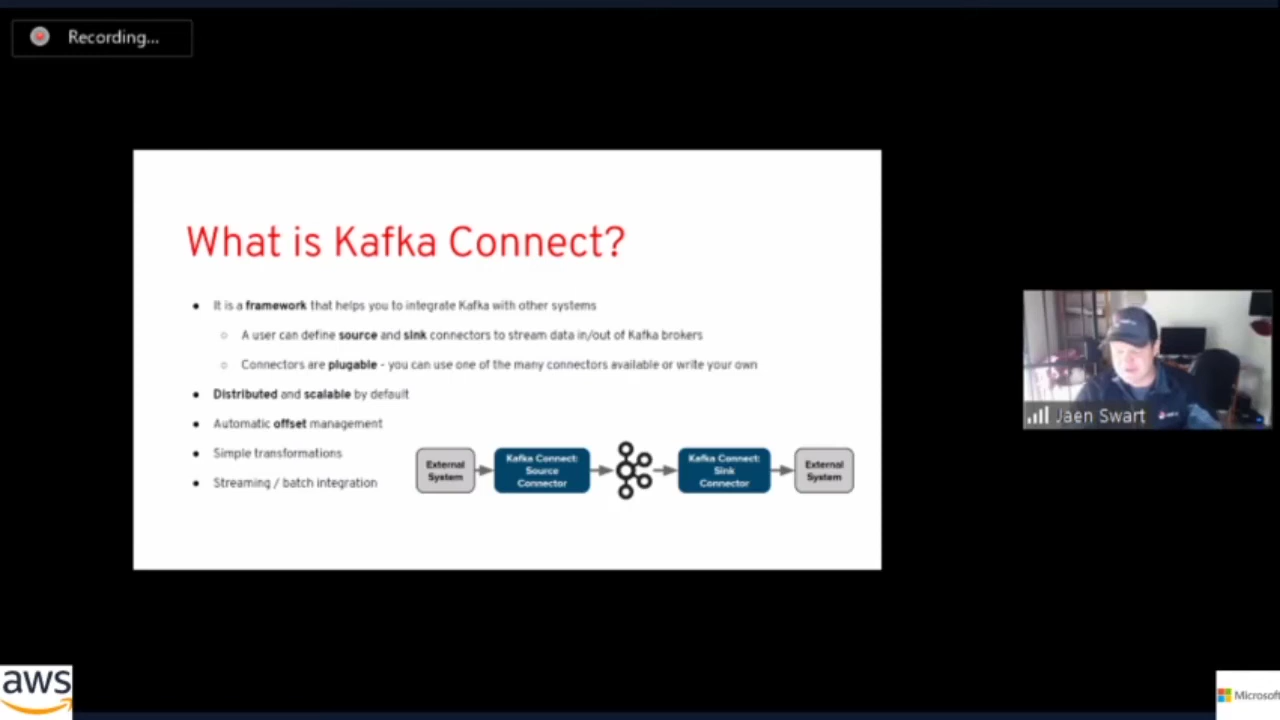 Recording...
What is Kafka Connect?
● It is a framework that helps you to integrate Kafka with other systems
○ A user can define source and sink connectors to stream data in/out of Kafka brokers
○ Connectors are plugable - you can use one of the many connectors available or write your own
● Distributed and scalable by default
● Automatic offset management
● Simple transformations
● Streaming / batch integration
External
System
Kafka Connect:
Source
Connector
Kafka Connect:
Sink
Connector
External
System
Jaen Swart
aws
Microsoft